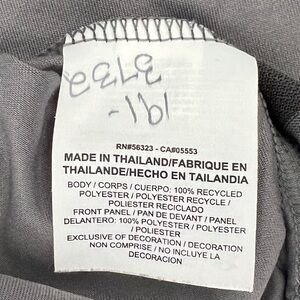 RN#56323 - CA#05553
MADE IN THAILAND/FABRIQUE EN
THAILANDE/HECHO EN TAILANDIA
BODY / CORPS / CUERPO: 100% RECYCLED
POLYESTER / POLYESTER RECYCLE /
POLIESTER RECICLADO
FRONT PANEL / PAN DE DEVANT / PANEL
DELANTERO: 100% POLYESTER / POLYESTER
/ POLIESTER
EXCLUSIVE OF DECORATION / DECORATION
NON COMPRISE / NO INCLUYE LA
DECORACION